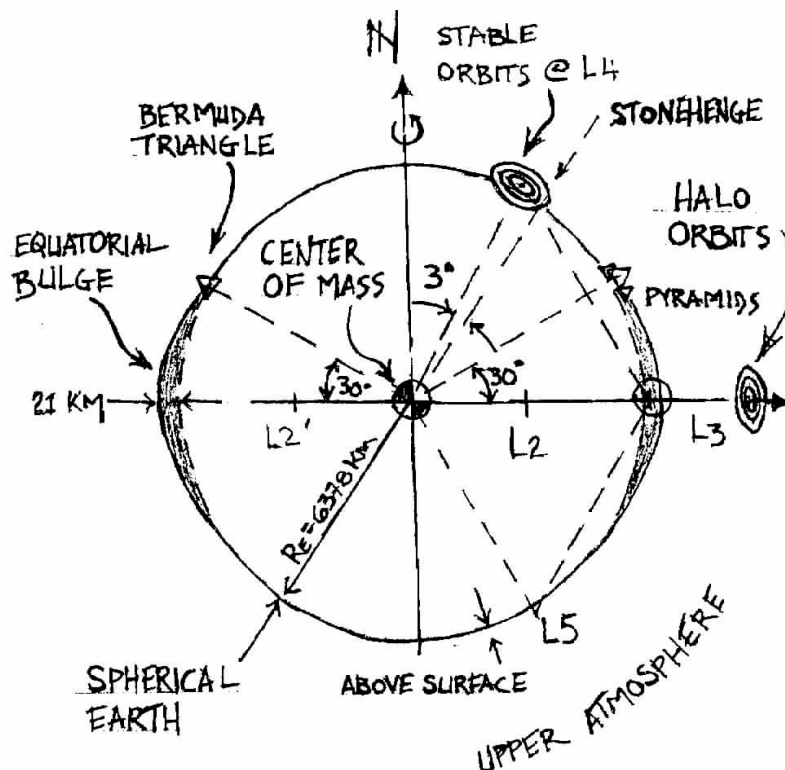 N
STABLE
ORBITS @ L4
BERMUDA
TRIANGLE
STONEHENGE
HALO
ORBITS
EQUATORIAL
BULGE
CENTER
OF MASS
3°
PYRAMIDS
30°
30°
21 KM
L2'
L2
L3
RE=6378 KM
L5
SPHERICAL
EARTH
ABOVE SURFACE
UPPER ATMOSPHERE